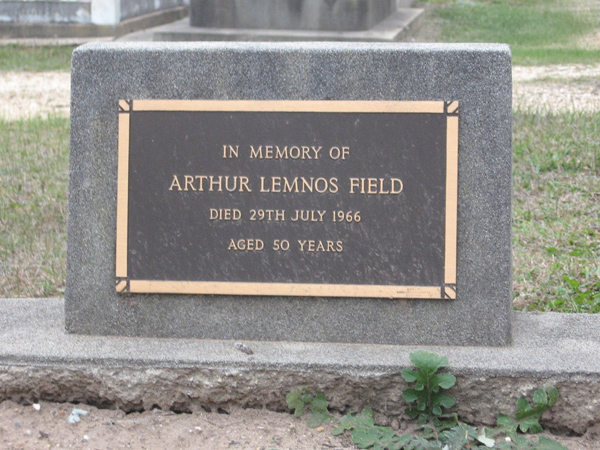 IN MEMORY OF
ARTHUR LEMNOS FIELD
DIED 29TH JULY 1966
AGED 50 YEARS